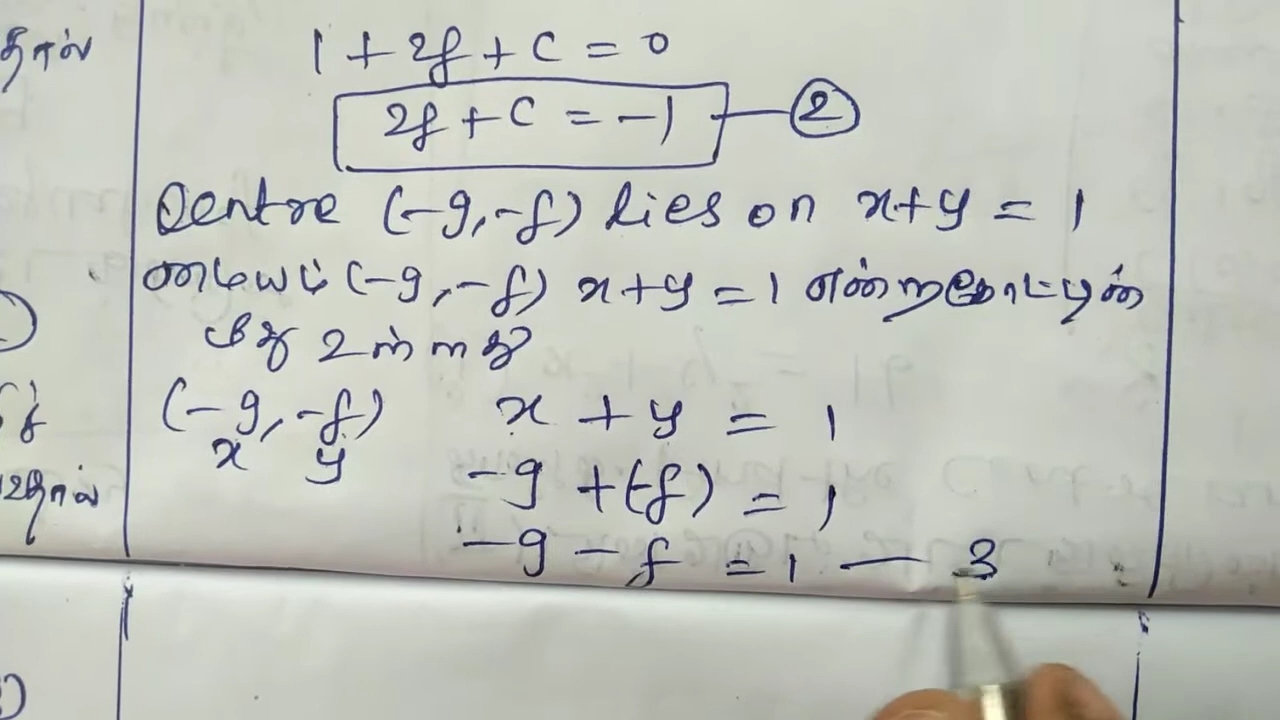 தால்
1 + 2f + C = 0
2f + C = -1 — 2
Centre (-g, -f) lies on x+y = 1
மையம் (-g, -f) x+y = 1 என்ற கோட்டின்
மீது உள்ளது
(-g, -f) x + y = 1
x y -g + (-f) = 1
-g - f = 1 — 3